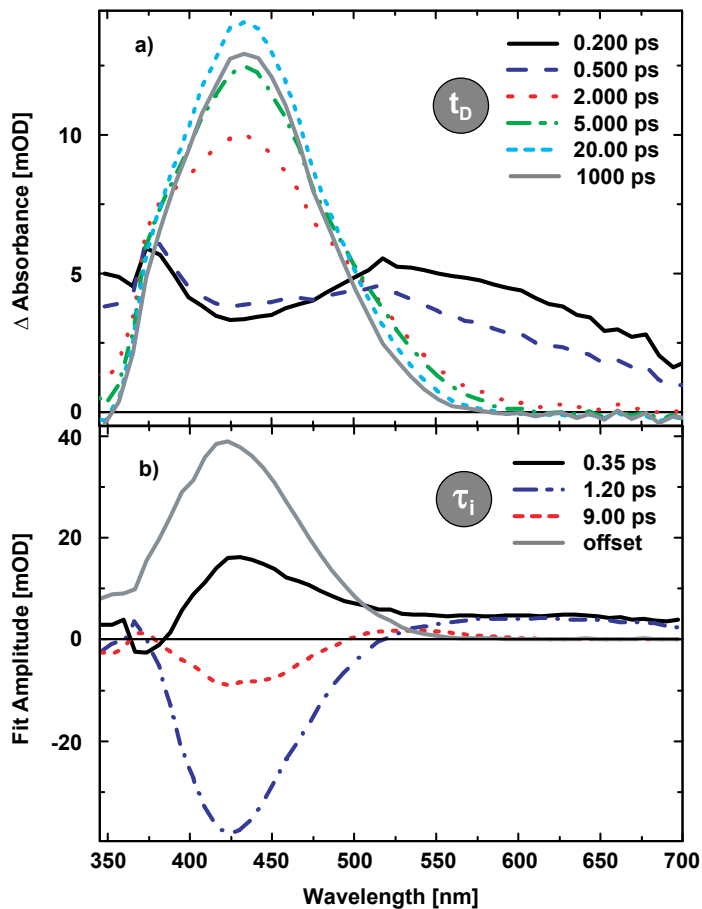 a)
t_D
0.200 ps
0.500 ps
2.000 ps
5.000 ps
20.00 ps
1000 ps
Δ Absorbance [mOD]
10
5
0
b)
τ_i
0.35 ps
1.20 ps
9.00 ps
offset
Fit Amplitude [mOD]
40
20
0
-20
350 400 450 500 550 600 650 700
Wavelength [nm]